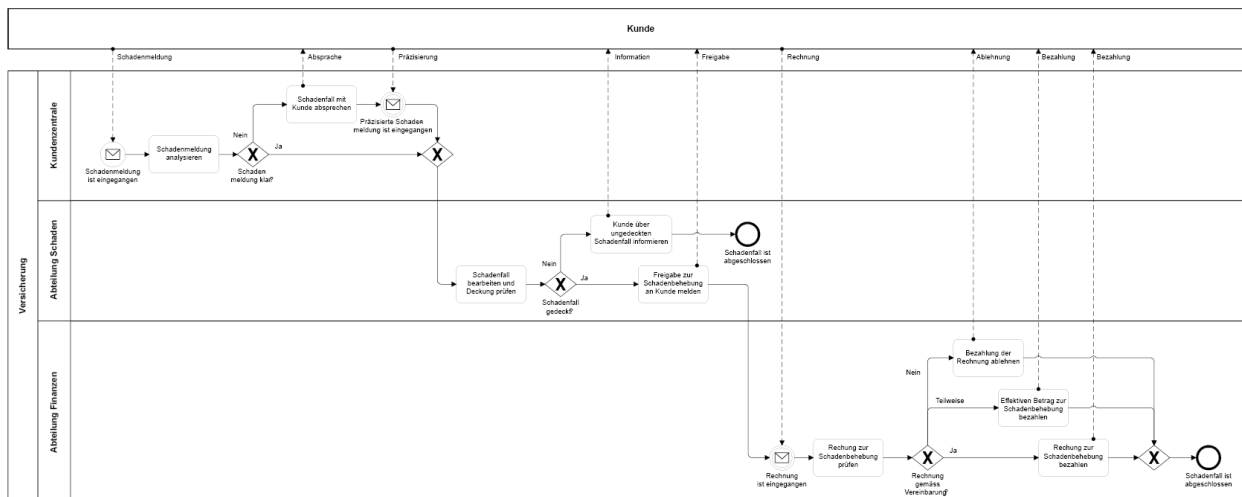 Kunde
Schadenmeldung
Absprache
Präzisierung
Information
Freigabe
Rechnung
Ablehnung
Bezahlung
Bezahlung
Versicherung
Kundenzentrale
Schadenmeldung
ist eingegangen
Schadenmeldung
analysieren
Schaden
meldung klar?
Nein
Ja
Schadenfall mit
Kunde absprechen
Präzisierte Schaden
meldung ist eingegangen
Abteilung Schaden
Schadenfall
bearbeiten und
Deckung prüfen
Schadenfall
gedeckt?
Nein
Ja
Kunde über
ungedeckten
Schadenfall informieren
Schadenfall ist
abgeschlossen
Freigabe zur
Schadenbehebung
an Kunde melden
Abteilung Finanzen
Rechnung
ist eingegangen
Rechung zur
Schadenbehebung
prüfen
Rechnung
gemäss
Vereinbarung?
Nein
Teilweise
Ja
Bezahlung der
Rechnung ablehnen
Effektiven Betrag zur
Schadenbehebung
bezahlen
Rechung zur
Schadenbehebung
bezahlen
Schadenfall ist
abgeschlossen